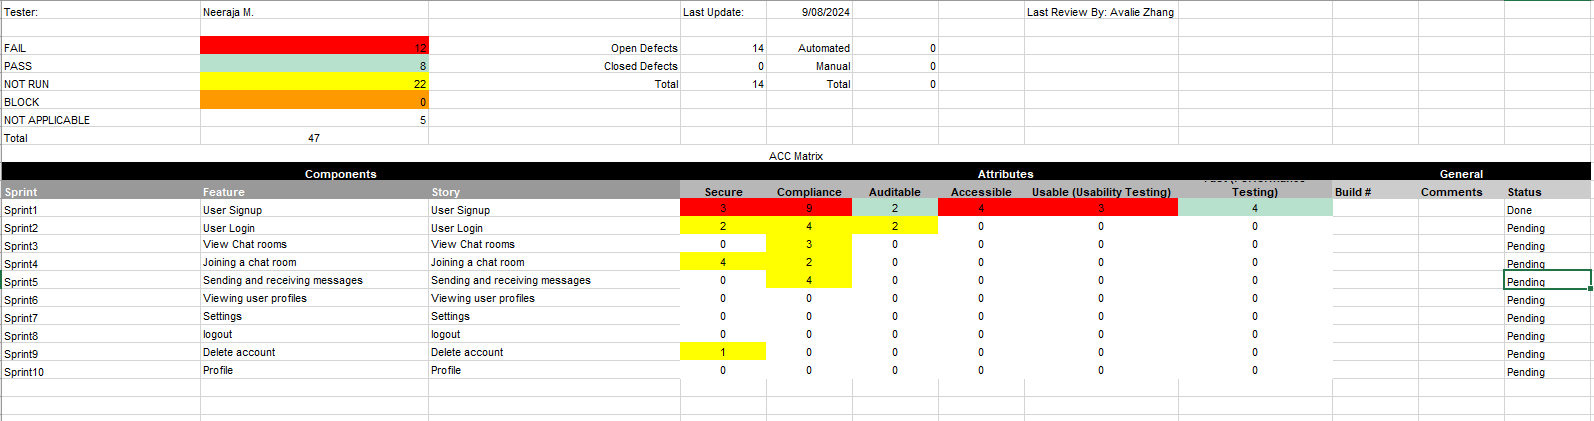 Tester: Neeraja M. Last Update: 9/08/2024 Last Review By: Avalie Zhang
FAIL 12 Open Defects 14 Automated 0
PASS 8 Closed Defects 0 Manual 0
NOT RUN 22 Total 14 Total 0
BLOCK 0
NOT APPLICABLE 5
Total 47
ACC Matrix
Components Attributes General
Sprint Feature Story Secure Compliance Auditable Accessible Usable (Usability Testing) Testing) Build # Comments Status
Sprint1 User Signup User Signup 3 9 2 4 3 4 Done
Sprint2 User Login User Login 2 4 2 0 0 0 Pending
Sprint3 View Chat rooms View Chat rooms 0 3 0 0 0 0 Pending
Sprint4 Joining a chat room Joining a chat room 4 2 0 0 0 0 Pending
Sprint5 Sending and receiving messages Sending and receiving messages 0 4 0 0 0 0 Pending
Sprint6 Viewing user profiles Viewing user profiles 0 0 0 0 0 0 Pending
Sprint7 Settings Settings 0 0 0 0 0 0 Pending
Sprint8 logout logout 0 0 0 0 0 0 Pending
Sprint9 Delete account Delete account 1 0 0 0 0 0 Pending
Sprint10 Profile Profile 0 0 0 0 0 0 Pending